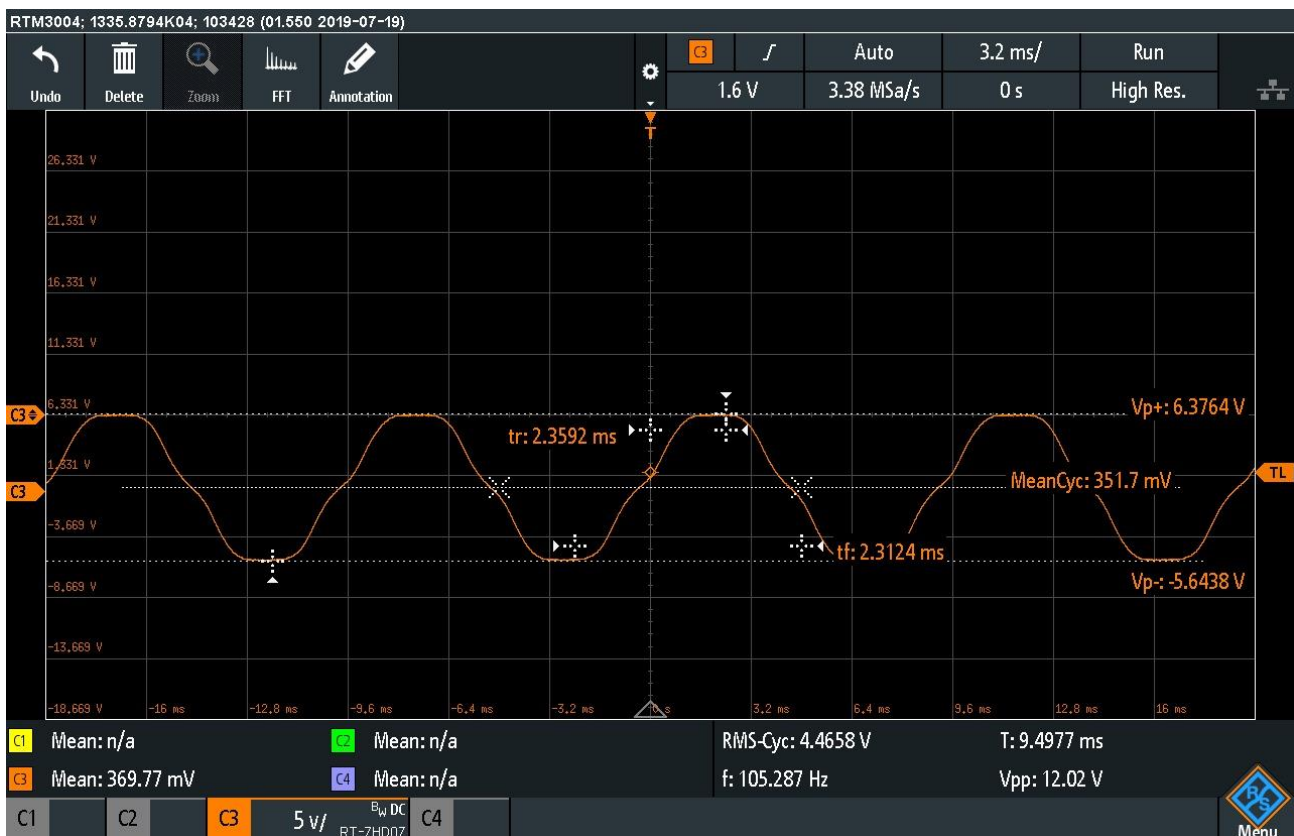 RTM3004; 1335.8794K04; 103428 (01.550 2019-07-19)
Undo Delete Zoom FFT Annotation
C3 Auto 3.2 ms/ Run
1.6 V 3.38 MSa/s 0 s High Res.
T
26,331 V
21,331 V
16,331 V
11,331 V
6,331 V
C3
Vp+: 6.3764 V
tr: 2.3592 ms
1,331 V
TL
MeanCyc: 351.7 mV
C3
-3,669 V
tf: 2.3124 ms
-8,669 V
Vp-: -5.6438 V
-13,669 V
-18,669 V -16 ms -12,8 ms -9,6 ms -6,4 ms -3,2 ms 0 s 3,2 ms 6,4 ms 9,6 ms 12,8 ms 16 ms
C1 Mean: n/a C2 Mean: n/a RMS-Cyc: 4.4658 V T: 9.4977 ms
C3 Mean: 369.77 mV C4 Mean: n/a f: 105.287 Hz Vpp: 12.02 V
R/S
C1 C2 C3 5 V/ BW DC C4
RT-ZHD07
Menu